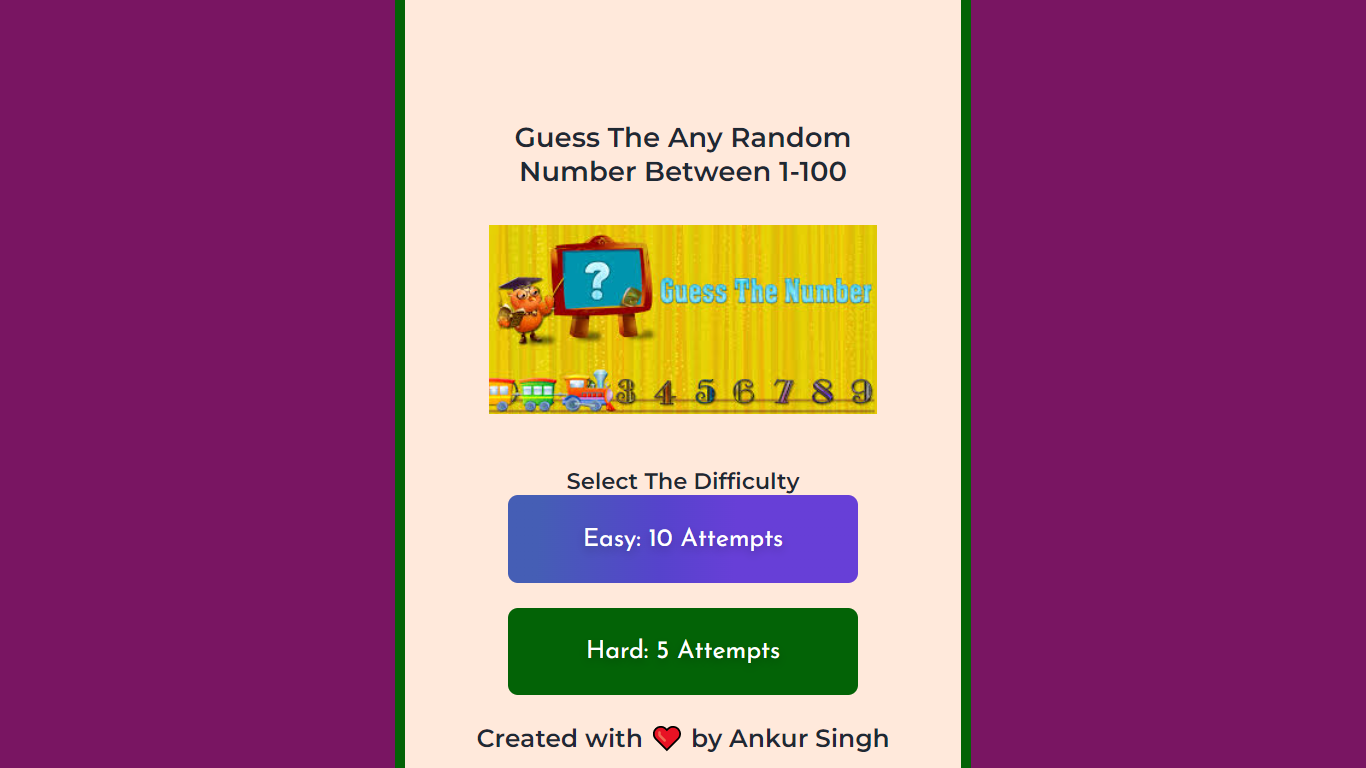 Guess The Any Random
Number Between 1-100
?
Guess The Number
3 4 5 6 7 8 9
Select The Difficulty
Easy: 10 Attempts
Hard: 5 Attempts
Created with ❤️ by Ankur Singh